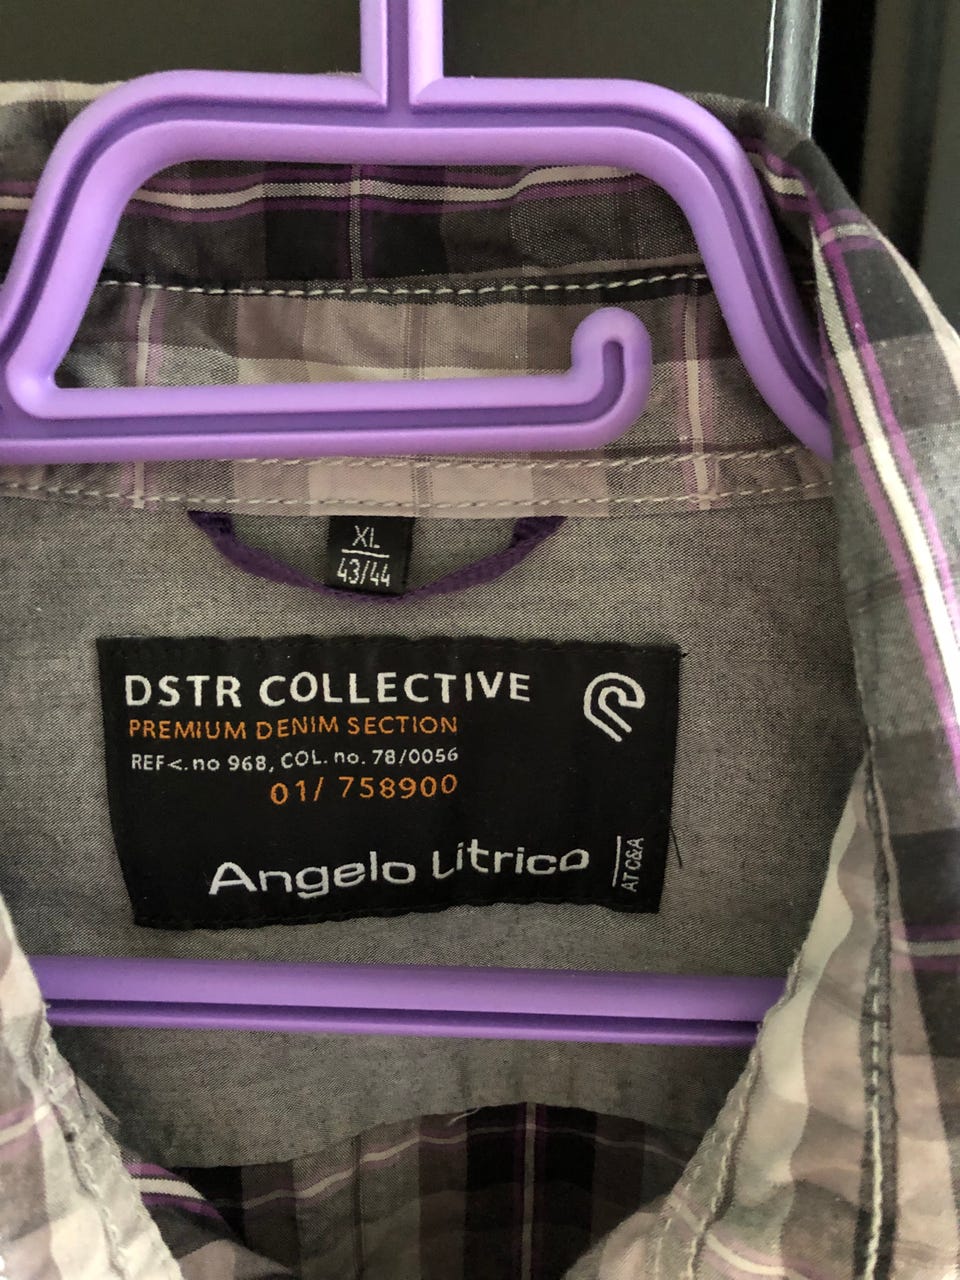 XL
43/44
DSTR COLLECTIVE
PREMIUM DENIM SECTION
REF<.no 968, COL. no. 78/0056
01/ 758900
Angelo Litrico
AT C&A